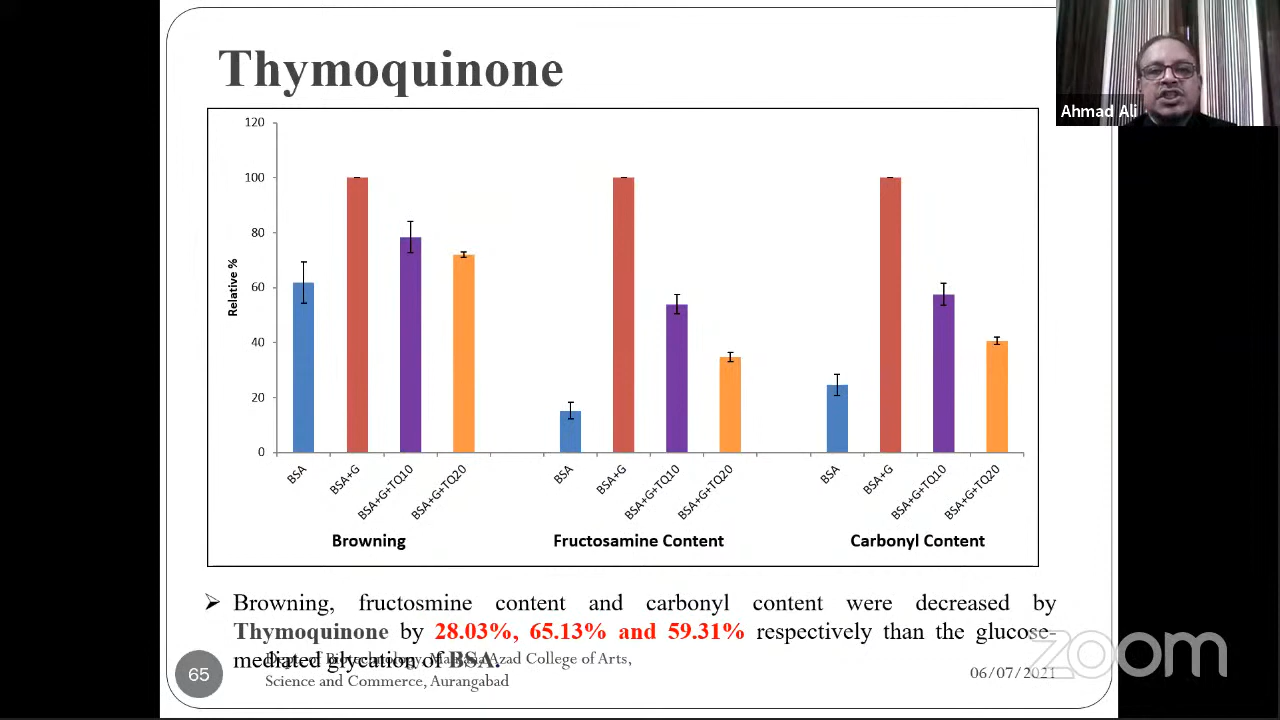 Thymoquinone
Ahmad Ali
120
100
80
60
40
20
0
Relative %
BSA
BSA+G
BSA+G+TQ10
BSA+G+TQ20
BSA
BSA+G
BSA+G+TQ10
BSA+G+TQ20
BSA
BSA+G
BSA+G+TQ10
BSA+G+TQ20
Browning
Fructosamine Content
Carbonyl Content
➢ Browning, fructosmine content and carbonyl content were decreased by
Thymoquinone by 28.03%, 65.13% and 59.31% respectively than the glucose-
mediated glycation of BSA.
Dept. of Biotechnology, Maulana Azad College of Arts,
Science and Commerce, Aurangabad
65
06/07/2021
zoom